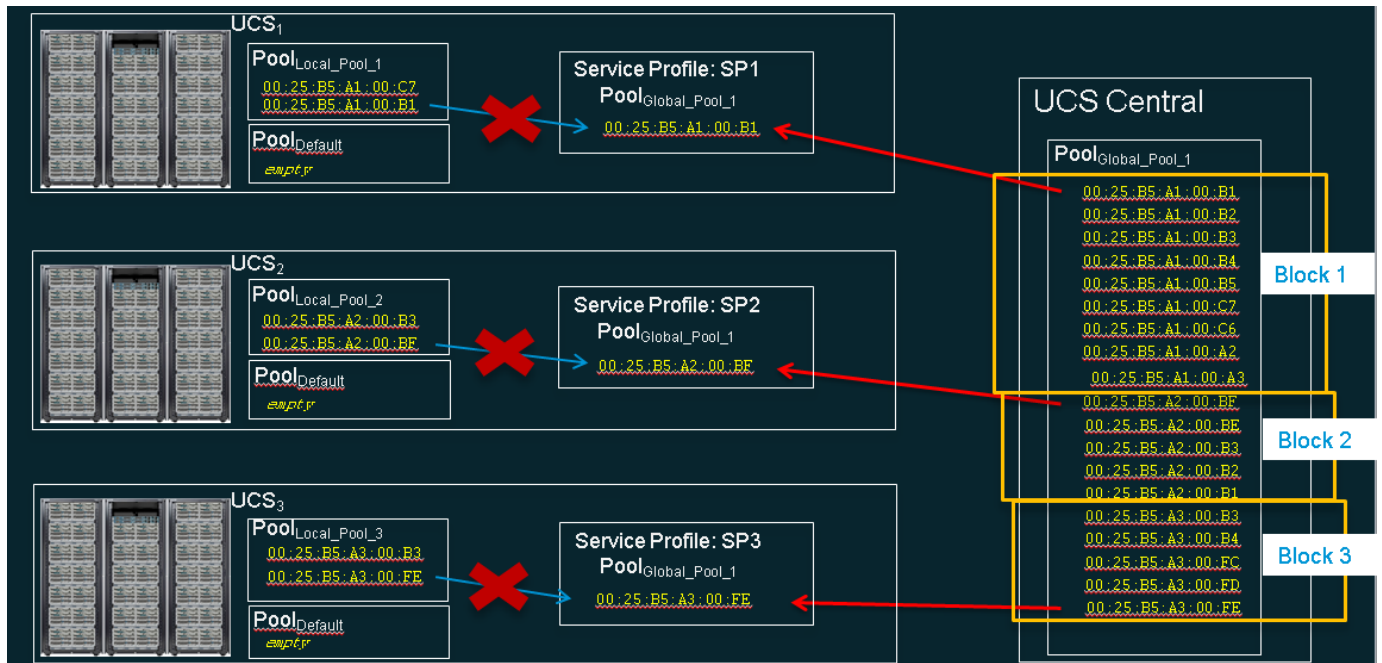 UCS1
PoolLocal_Pool_1
00:25:B5:A1:00:C7
00:25:B5:A1:00:B1
PoolDefault
empty
Service Profile: SP1
PoolGlobal_Pool_1
00:25:B5:A1:00:B1
UCS2
PoolLocal_Pool_2
00:25:B5:A2:00:B3
00:25:B5:A2:00:BF
PoolDefault
empty
Service Profile: SP2
PoolGlobal_Pool_1
00:25:B5:A2:00:BF
UCS3
PoolLocal_Pool_3
00:25:B5:A3:00:B3
00:25:B5:A3:00:FE
PoolDefault
empty
Service Profile: SP3
PoolGlobal_Pool_1
00:25:B5:A3:00:FE
UCS Central
PoolGlobal_Pool_1
00:25:B5:A1:00:B1
00:25:B5:A1:00:B2
00:25:B5:A1:00:B3
00:25:B5:A1:00:B4
00:25:B5:A1:00:B5
00:25:B5:A1:00:C7
00:25:B5:A1:00:C6
00:25:B5:A1:00:A2
00:25:B5:A1:00:A3
Block 1
00:25:B5:A2:00:BF
00:25:B5:A2:00:BE
00:25:B5:A2:00:B3
00:25:B5:A2:00:B2
00:25:B5:A2:00:B1
Block 2
00:25:B5:A3:00:B3
00:25:B5:A3:00:B4
00:25:B5:A3:00:FC
00:25:B5:A3:00:FD
00:25:B5:A3:00:FE
Block 3